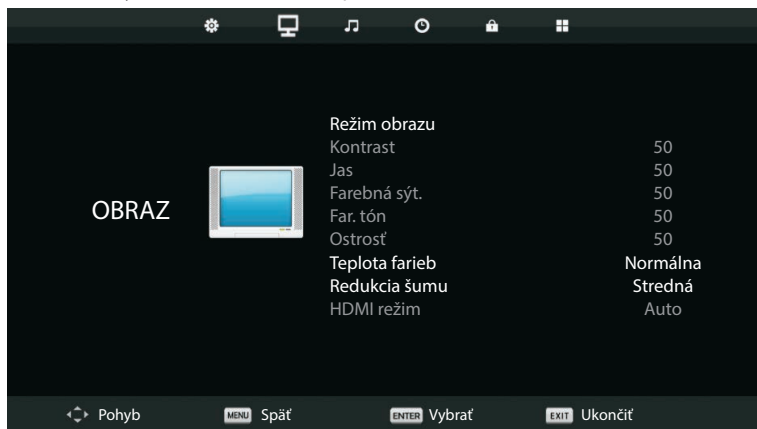 Režim obrazu
Kontrast 50
Jas 50
Farebná sýt. 50
OBRAZ
Far. tón 50
Ostrosť 50
Teplota farieb Normálna
Redukcia šumu Stredná
HDMI režim Auto
Pohyb MENU Späť ENTER Vybrať EXIT Ukončiť